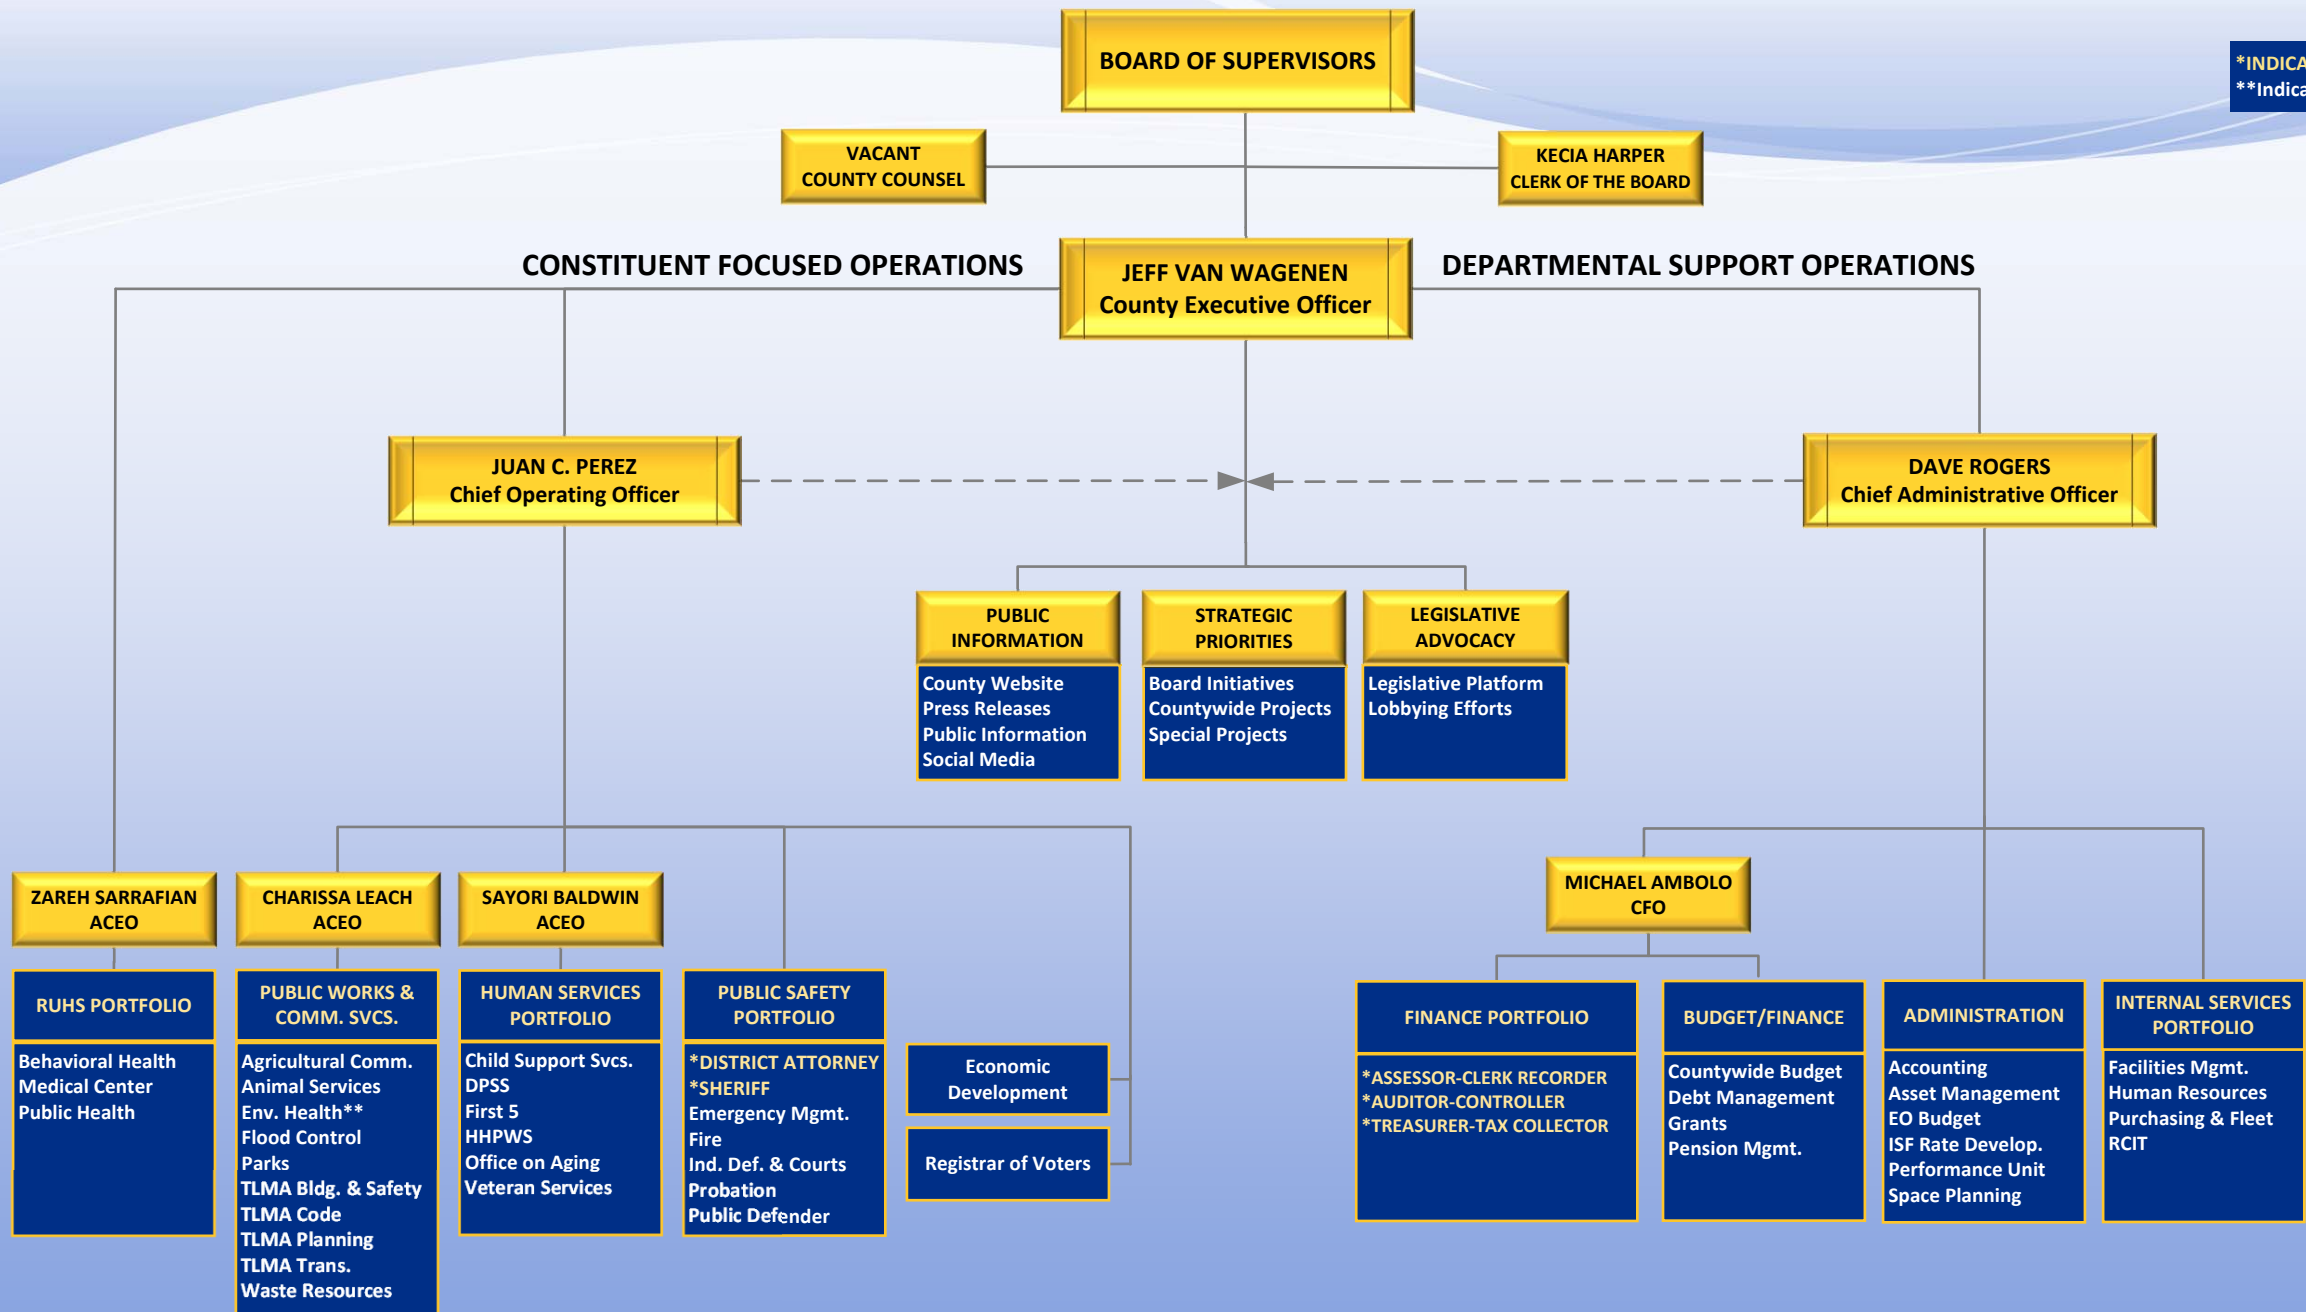 BOARD OF SUPERVISORS
*INDICA
**Indica
VACANT
COUNTY COUNSEL
KECIA HARPER
CLERK OF THE BOARD
CONSTITUENT FOCUSED OPERATIONS
JEFF VAN WAGENEN
County Executive Officer
DEPARTMENTAL SUPPORT OPERATIONS
JUAN C. PEREZ
Chief Operating Officer
DAVE ROGERS
Chief Administrative Officer
PUBLIC
INFORMATION
County Website
Press Releases
Public Information
Social Media
STRATEGIC
PRIORITIES
Board Initiatives
Countywide Projects
Special Projects
LEGISLATIVE
ADVOCACY
Legislative Platform
Lobbying Efforts
ZAREH SARRAFIAN
ACEO
RUHS PORTFOLIO
Behavioral Health
Medical Center
Public Health
CHARISSA LEACH
ACEO
PUBLIC WORKS &
COMM. SVCS.
Agricultural Comm.
Animal Services
Env. Health**
Flood Control
Parks
TLMA Bldg. & Safety
TLMA Code
TLMA Planning
TLMA Trans.
Waste Resources
SAYORI BALDWIN
ACEO
HUMAN SERVICES
PORTFOLIO
Child Support Svcs.
DPSS
First 5
HHPWS
Office on Aging
Veteran Services
PUBLIC SAFETY
PORTFOLIO
*DISTRICT ATTORNEY
*SHERIFF
Emergency Mgmt.
Fire
Ind. Def. & Courts
Probation
Public Defender
Economic
Development
Registrar of Voters
MICHAEL AMBOLO
CFO
FINANCE PORTFOLIO
*ASSESSOR-CLERK RECORDER
*AUDITOR-CONTROLLER
*TREASURER-TAX COLLECTOR
BUDGET/FINANCE
Countywide Budget
Debt Management
Grants
Pension Mgmt.
ADMINISTRATION
Accounting
Asset Management
EO Budget
ISF Rate Develop.
Performance Unit
Space Planning
INTERNAL SERVICES
PORTFOLIO
Facilities Mgmt.
Human Resources
Purchasing & Fleet
RCIT